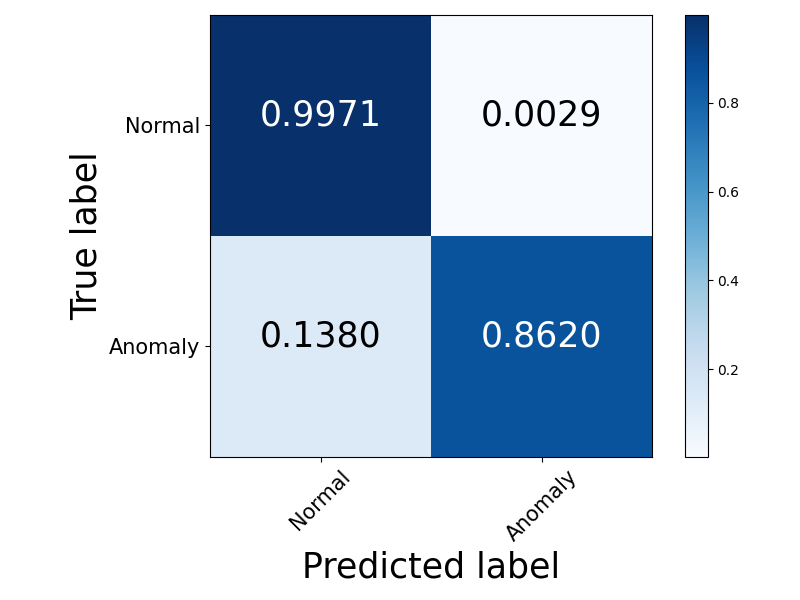 True label
Normal
Anomaly
0.9971
0.0029
0.1380
0.8620
Normal
Anomaly
Predicted label
0.8
0.6
0.4
0.2